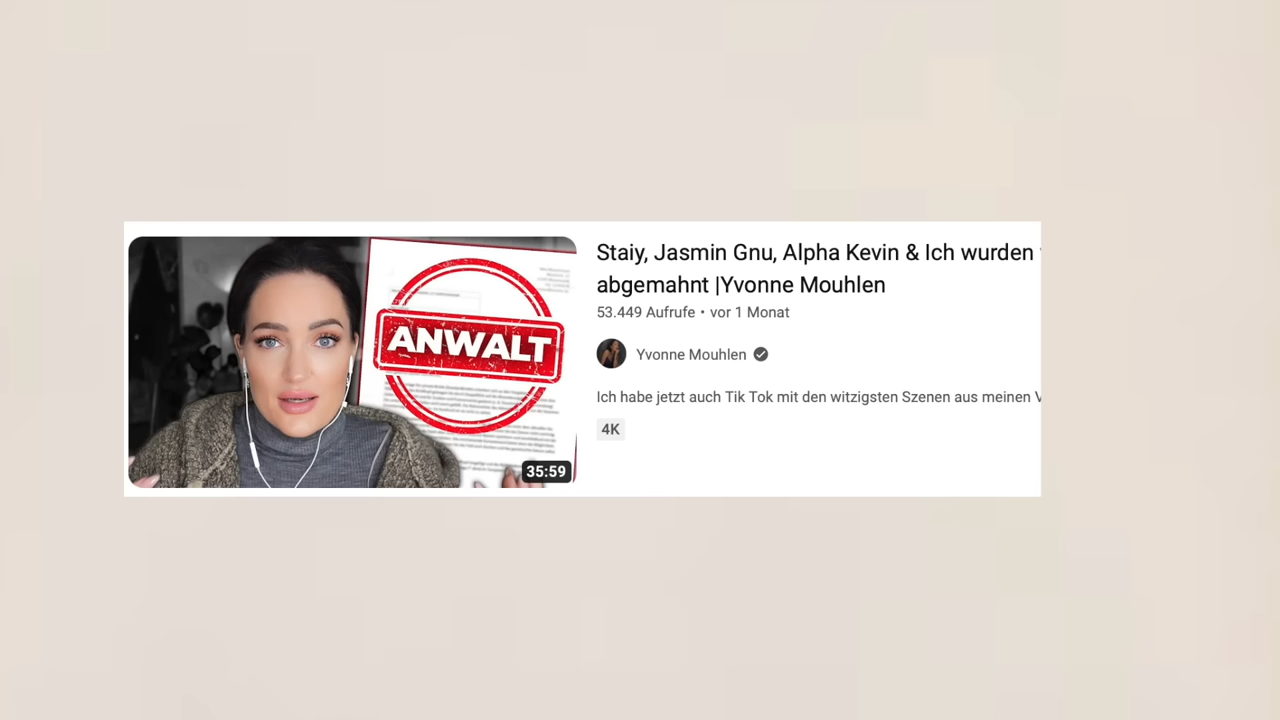 ANWALT
35:59
Staiy, Jasmin Gnu, Alpha Kevin & Ich wurden
abgemahnt |Yvonne Mouhlen
53.449 Aufrufe • vor 1 Monat
Yvonne Mouhlen
Ich habe jetzt auch Tik Tok mit den witzigsten Szenen aus meinen V
4K